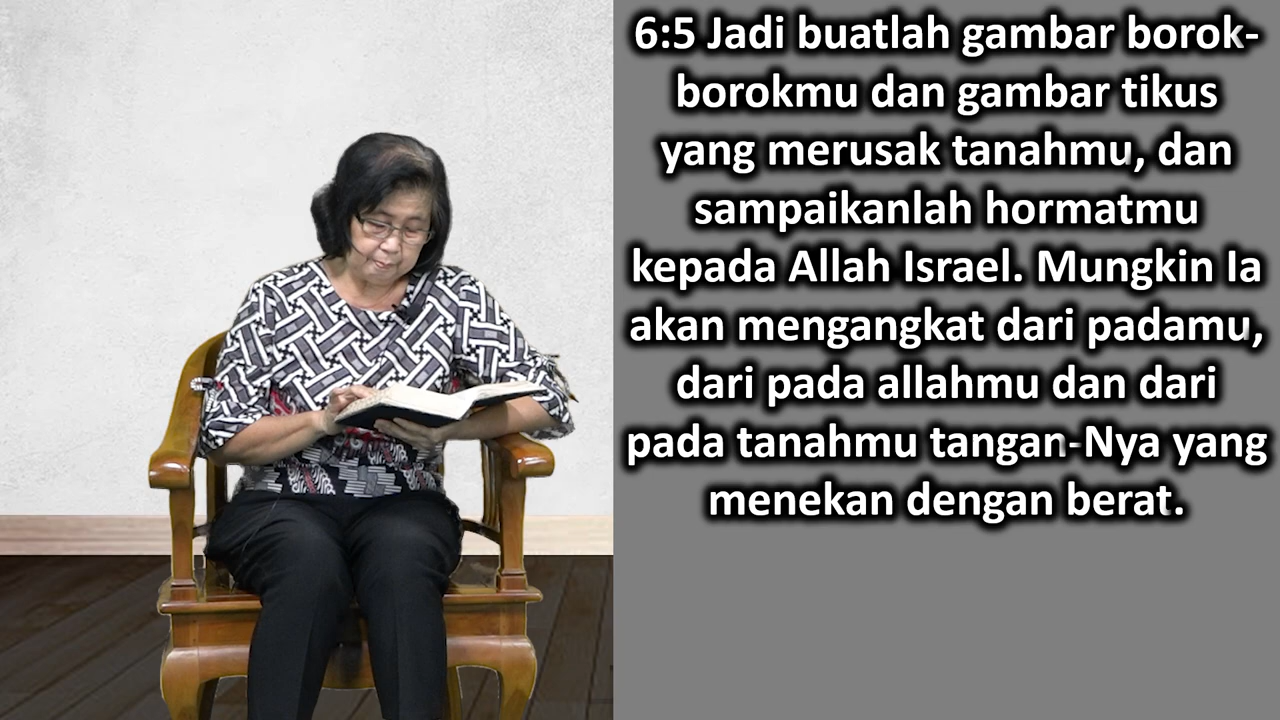 6:5 Jadi buatlah gambar borok-
borokmu dan gambar tikus
yang merusak tanahmu, dan
sampaikanlah hormatmu
kepada Allah Israel. Mungkin Ia
akan mengangkat dari padamu,
dari pada allahmu dan dari
pada tanahmu tangan-Nya yang
menekan dengan berat.